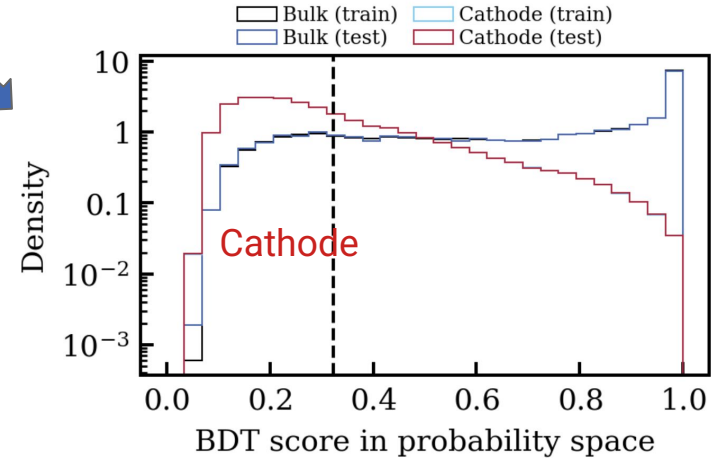 Bulk (train) Cathode (train)
Bulk (test) Cathode (test)
10
1
0.1
10⁻²
10⁻³
Density
Cathode
0.0 0.2 0.4 0.6 0.8 1.0
BDT score in probability space